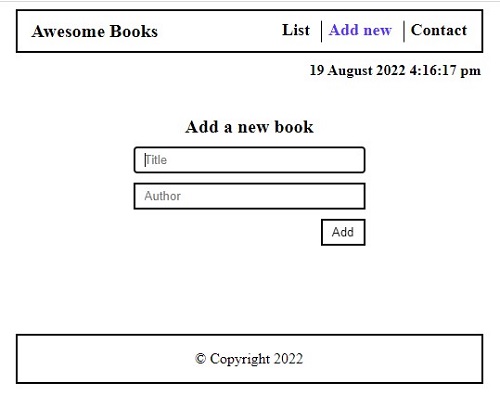 Awesome Books List Add new Contact
19 August 2022 4:16:17 pm
Add a new book
Title
Author
Add
© Copyright 2022